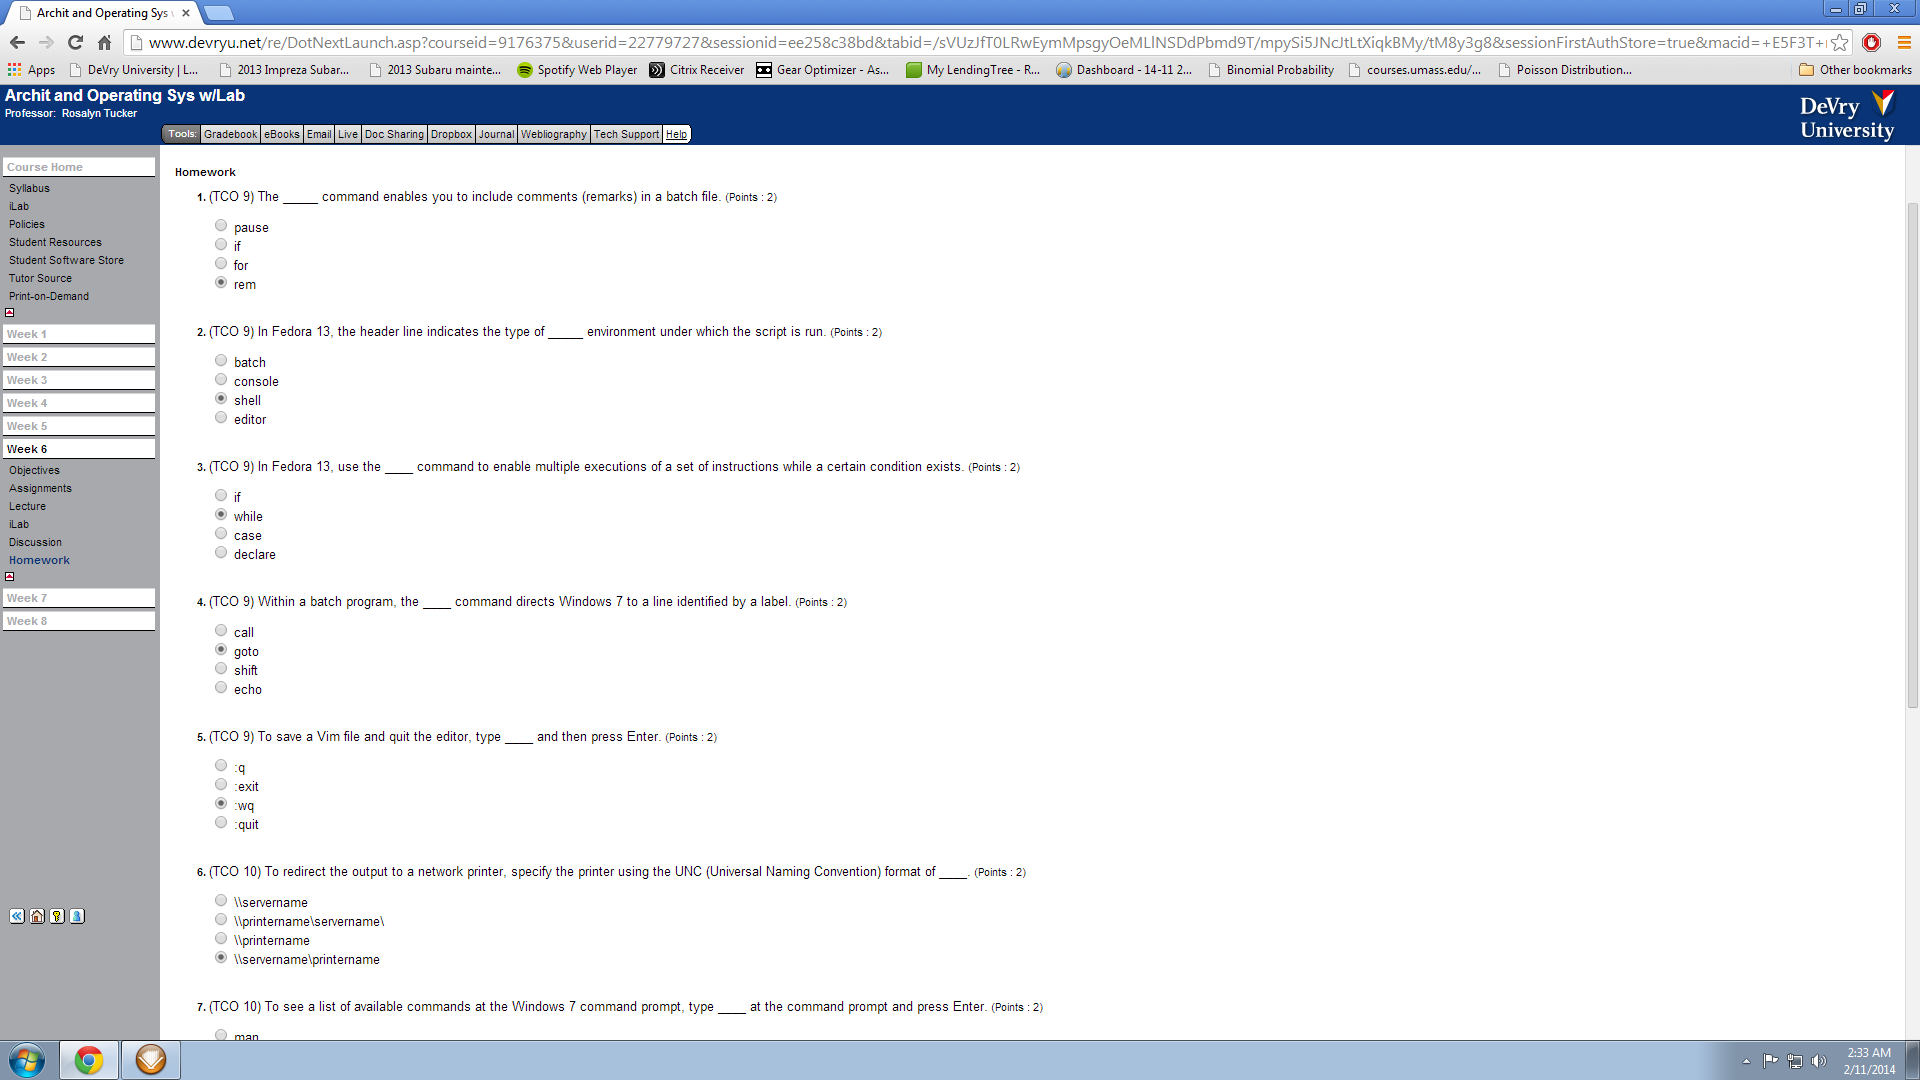 Archit and Operating Sys
www.devryu.net/re/DotNextLaunch.asp?courseid=9176375&userid=22779727&sessionid=ee258c38bd&tabid=/sVUzJfT0LRwEymMpsgyOeMLlNSDdPbmd9T/mpySi5JNcJtLtXiqkBMy/tM8y3g8&sessionFirstAuthStore=true&macid=+E5F3T+
Apps DeVry University | L... 2013 Impreza Subar... 2013 Subaru mainte... Spotify Web Player Citrix Receiver Gear Optimizer - As... My LendingTree - R... Dashboard - 14-11 2... Binomial Probability courses.umass.edu/... Poisson Distribution... Other bookmarks
Archit and Operating Sys w/Lab
Professor: Rosalyn Tucker
DeVry
University
Tools: Gradebook eBooks Email Live Doc Sharing Dropbox Journal Webliography Tech Support Help
Course Home
Syllabus
iLab
Policies
Student Resources
Student Software Store
Tutor Source
Print-on-Demand
Week 1
Week 2
Week 3
Week 4
Week 5
Week 6
Objectives
Assignments
Lecture
iLab
Discussion
Homework
Week 7
Week 8
Homework
1. (TCO 9) The _____ command enables you to include comments (remarks) in a batch file. (Points : 2)
pause
if
for
rem
2. (TCO 9) In Fedora 13, the header line indicates the type of _____ environment under which the script is run. (Points : 2)
batch
console
shell
editor
3. (TCO 9) In Fedora 13, use the ____ command to enable multiple executions of a set of instructions while a certain condition exists. (Points : 2)
if
while
case
declare
4. (TCO 9) Within a batch program, the ____ command directs Windows 7 to a line identified by a label. (Points : 2)
call
goto
shift
echo
5. (TCO 9) To save a Vim file and quit the editor, type ____ and then press Enter. (Points : 2)
:q
:exit
:wq
:quit
6. (TCO 10) To redirect the output to a network printer, specify the printer using the UNC (Universal Naming Convention) format of ____. (Points : 2)
\\servername
\\printername\servername\
\\printername
\\servername\printername
7. (TCO 10) To see a list of available commands at the Windows 7 command prompt, type ____ at the command prompt and press Enter. (Points : 2)
man
2:33 AM
2/11/2014